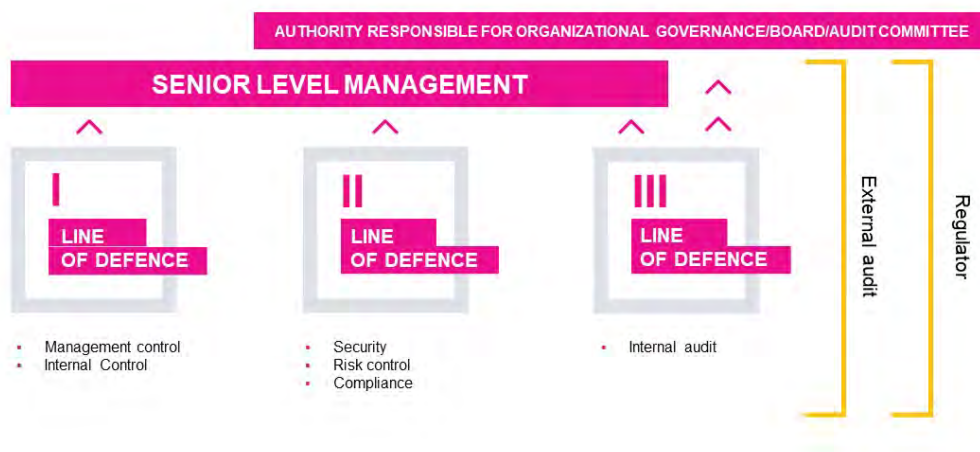 AUTHORITY RESPONSIBLE FOR ORGANIZATIONAL GOVERNANCE/BOARD/AUDIT COMMITTEE
SENIOR LEVEL MANAGEMENT
I
LINE
OF DEFENCE
• Management control
• Internal Control
II
LINE
OF DEFENCE
• Security
• Risk control
• Compliance
III
LINE
OF DEFENCE
• Internal audit
External audit
Regulator